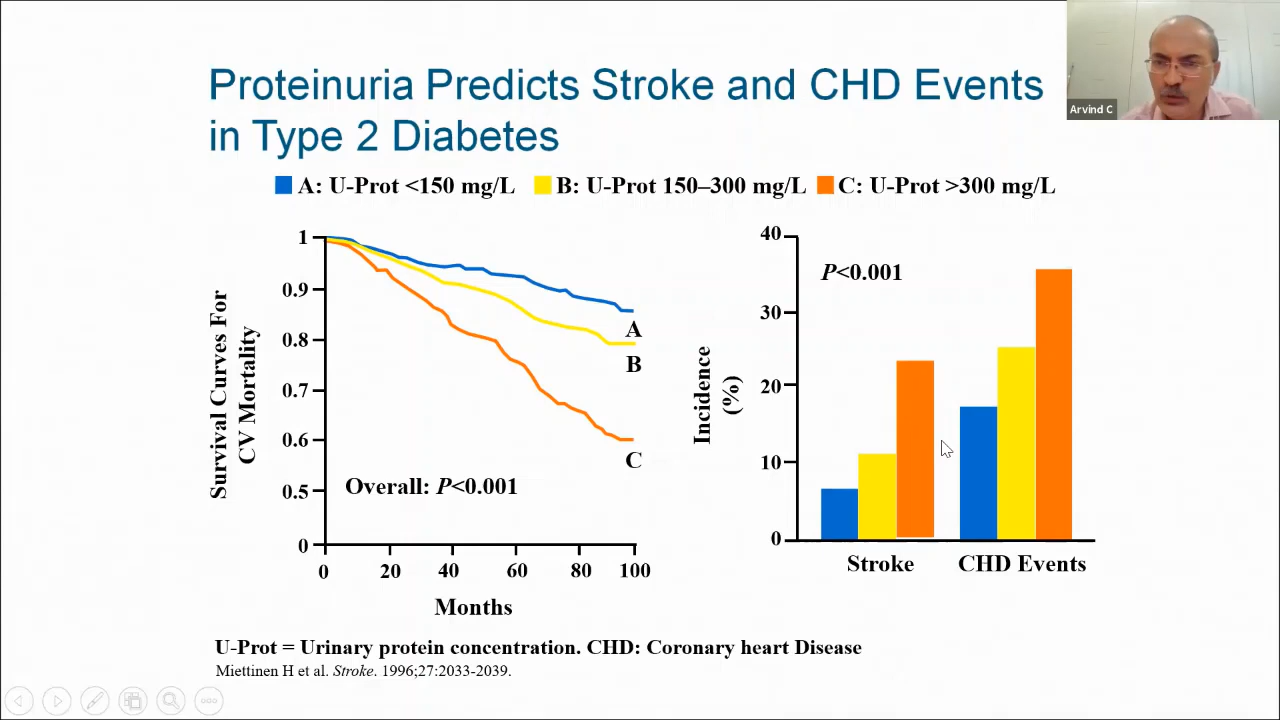 Proteinuria Predicts Stroke and CHD Events
in Type 2 Diabetes
Arvind C
A: U-Prot <150 mg/L B: U-Prot 150–300 mg/L C: U-Prot >300 mg/L
Survival Curves For
CV Mortality
1
0.9
0.8
0.7
0.6
0.5
0
A
B
C
Overall: P<0.001
0 20 40 60 80 100
Months
Incidence
(%)
40
30
20
10
0
P<0.001
Stroke CHD Events
U-Prot = Urinary protein concentration. CHD: Coronary heart Disease
Miettinen H et al. Stroke. 1996;27:2033-2039.